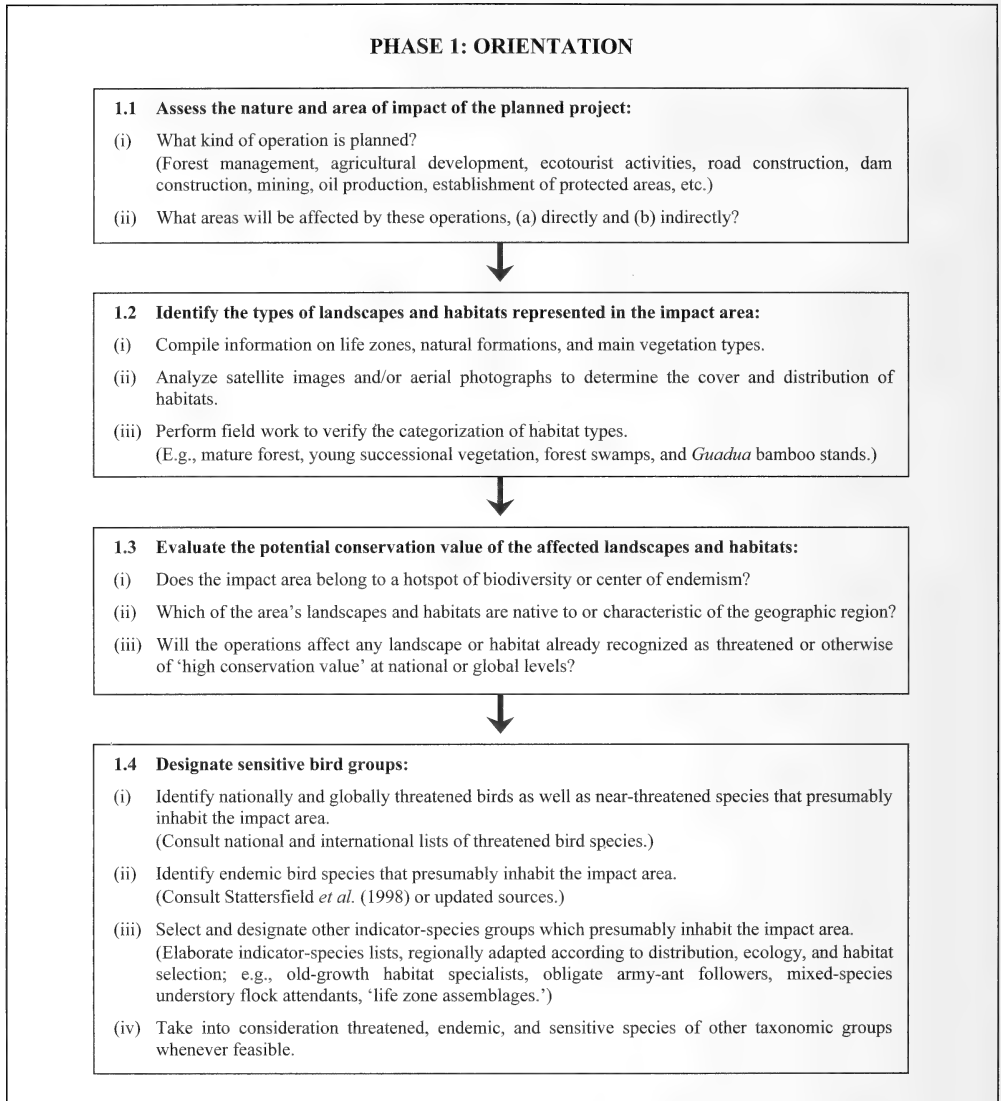 PHASE 1: ORIENTATION
1.1 Assess the nature and area of impact of the planned project:
(i) What kind of operation is planned?
(Forest management, agricultural development, ecotourist activities, road construction, dam
construction, mining, oil production, establishment of protected areas, etc.)
(ii) What areas will be affected by these operations, (a) directly and (b) indirectly?
1.2 Identify the types of landscapes and habitats represented in the impact area:
(i) Compile information on life zones, natural formations, and main vegetation types.
(ii) Analyze satellite images and/or aerial photographs to determine the cover and distribution of
habitats.
(iii) Perform field work to verify the categorization of habitat types.
(E.g., mature forest, young successional vegetation, forest swamps, and Guadua bamboo stands.)
1.3 Evaluate the potential conservation value of the affected landscapes and habitats:
(i) Does the impact area belong to a hotspot of biodiversity or center of endemism?
(ii) Which of the area's landscapes and habitats are native to or characteristic of the geographic region?
(iii) Will the operations affect any landscape or habitat already recognized as threatened or otherwise
of 'high conservation value' at national or global levels?
1.4 Designate sensitive bird groups:
(i) Identify nationally and globally threatened birds as well as near-threatened species that presumably
inhabit the impact area.
(Consult national and international lists of threatened bird species.)
(ii) Identify endemic bird species that presumably inhabit the impact area.
(Consult Stattersfield et al. (1998) or updated sources.)
(iii) Select and designate other indicator-species groups which presumably inhabit the impact area.
(Elaborate indicator-species lists, regionally adapted according to distribution, ecology, and habitat
selection; e.g., old-growth habitat specialists, obligate army-ant followers, mixed-species
understory flock attendants, 'life zone assemblages.')
(iv) Take into consideration threatened, endemic, and sensitive species of other taxonomic groups
whenever feasible.